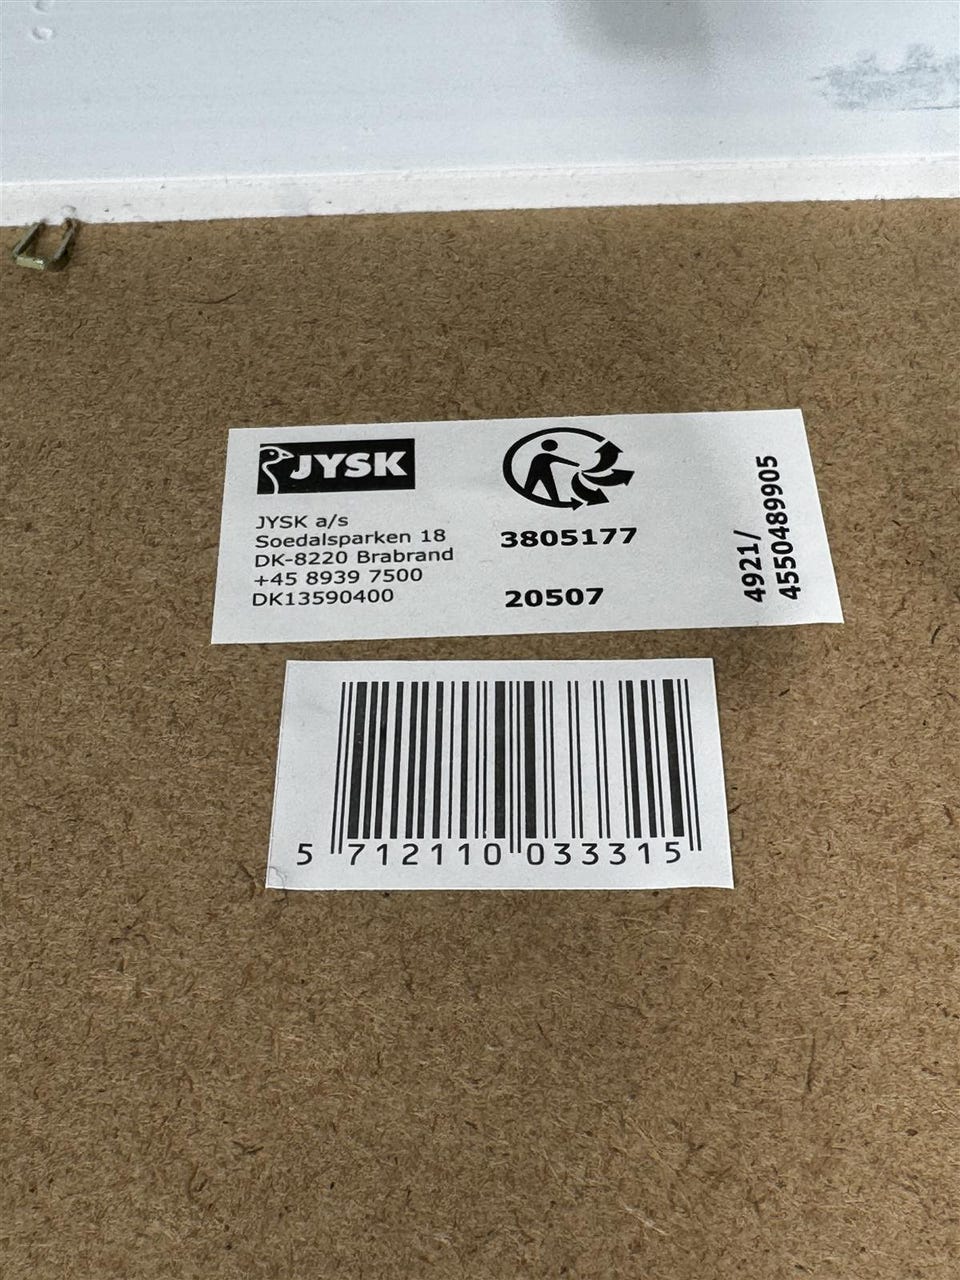 JYSK
JYSK a/s
Soedalsparken 18
DK-8220 Brabrand
+45 8939 7500
DK13590400
3805177
20507
4921/
4550489905
5 712110 033315